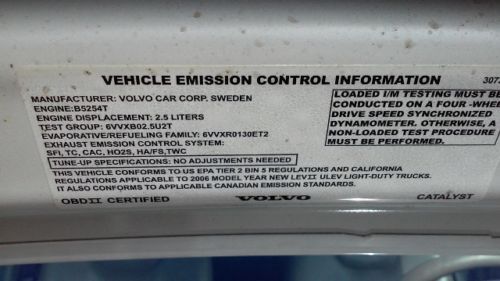 VEHICLE EMISSION CONTROL INFORMATION
MANUFACTURER: VOLVO CAR CORP. SWEDEN
ENGINE: B5254T
ENGINE DISPLACEMENT: 2.5 LITERS
TEST GROUP: 6VVXB02.5U2T
EVAPORATIVE/REFUELING FAMILY: 6VVXR0130ET2
EXHAUST EMISSION CONTROL SYSTEM:
SFI, TC, CAC, HO2S, HA/FS,TWC
TUNE-UP SPECIFICATIONS: NO ADJUSTMENTS NEEDED
THIS VEHICLE CONFORMS TO US EPA TIER 2 BIN 5 REGULATIONS AND CALIFORNIA
REGULATIONS APPLICABLE TO 2006 MODEL YEAR NEW LEVII ULEV LIGHT-DUTY TRUCKS.
IT ALSO CONFORMS TO APPLICABLE CANADIAN EMISSION STANDARDS.
OBDII CERTIFIED VOLVO CATALYST
307
LOADED I/M TESTING MUST BE
CONDUCTED ON A FOUR -WHE
DRIVE SPEED SYNCHRONIZED
DYNAMOMETER. OTHERWISE, A
NON-LOADED TEST PROCEDURE
MUST BE PERFORMED.